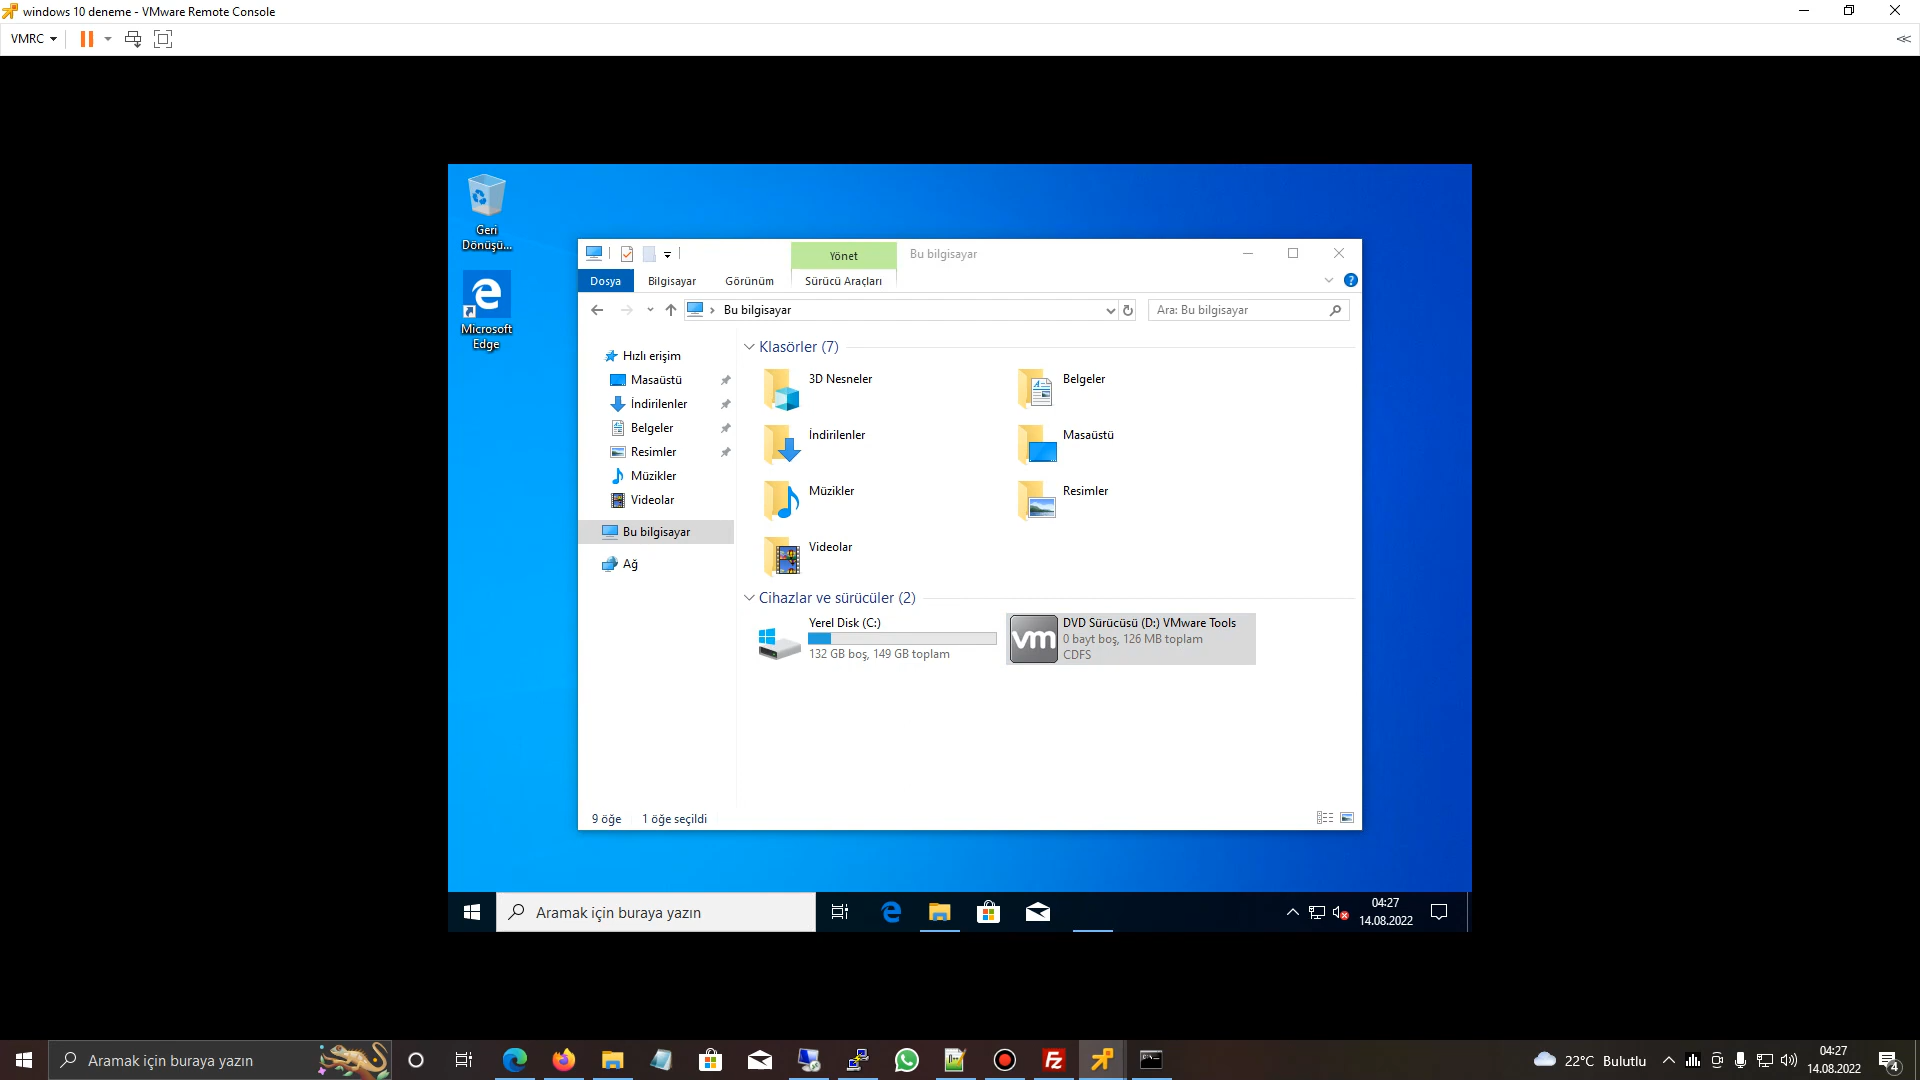 windows 10 deneme - VMware Remote Console
VMRC
Geri
Dönüşü...
Microsoft
Edge
Yönet
Bu bilgisayar
Dosya
Bilgisayar
Görünüm
Sürücü Araçları
Bu bilgisayar
Ara: Bu bilgisayar
Hızlı erişim
Masaüstü
İndirilenler
Belgeler
Resimler
Müzikler
Videolar
Bu bilgisayar
Ağ
Klasörler (7)
3D Nesneler
Belgeler
İndirilenler
Masaüstü
Müzikler
Resimler
Videolar
Cihazlar ve sürücüler (2)
Yerel Disk (C:)
132 GB boş, 149 GB toplam
vm
DVD Sürücüsü (D:) VMware Tools
0 bayt boş, 126 MB toplam
CDFS
9 öğe
1 öğe seçildi
Aramak için buraya yazın
04:27
14.08.2022
Aramak için buraya yazın
22°C Bulutlu
04:27
14.08.2022
4